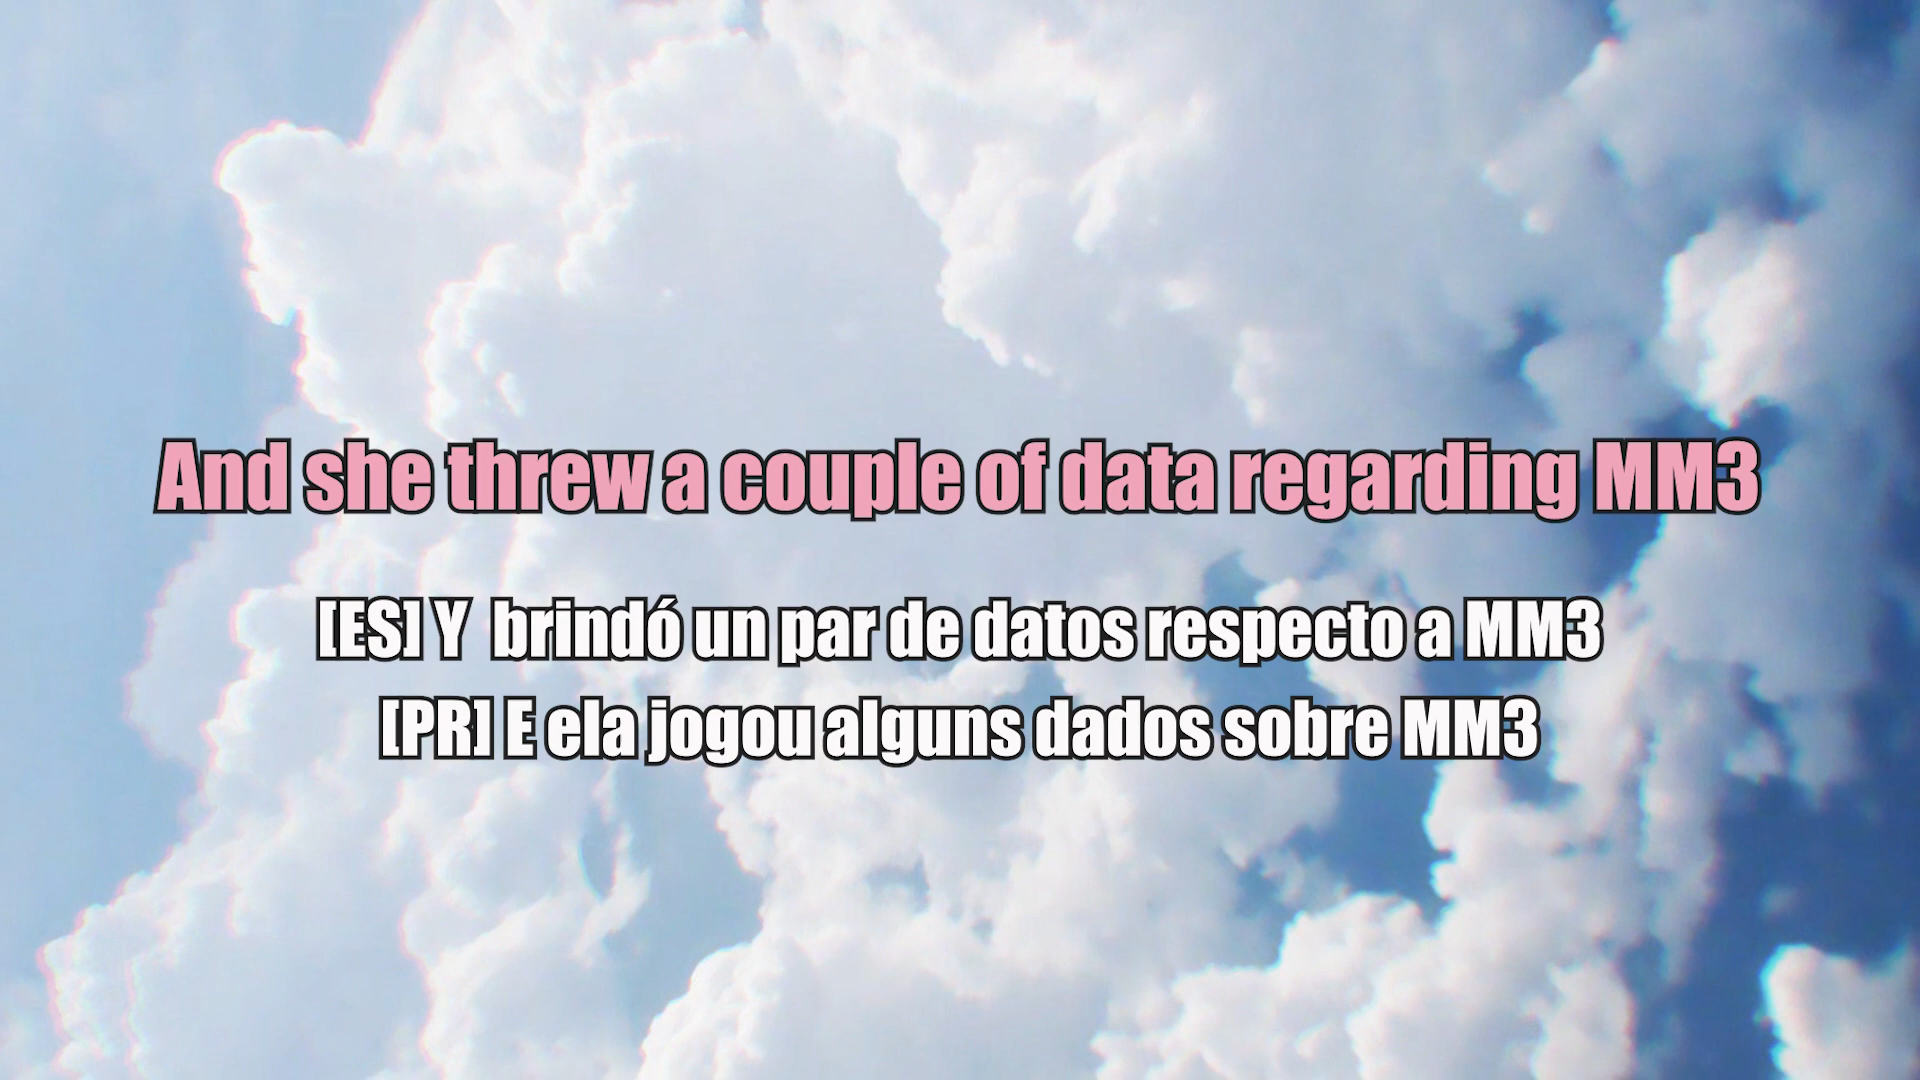 And she threw a couple of data regarding MM3
[ES] Y  brindó un par de datos respecto a MM3
[PR] E ela jogou alguns dados sobre MM3